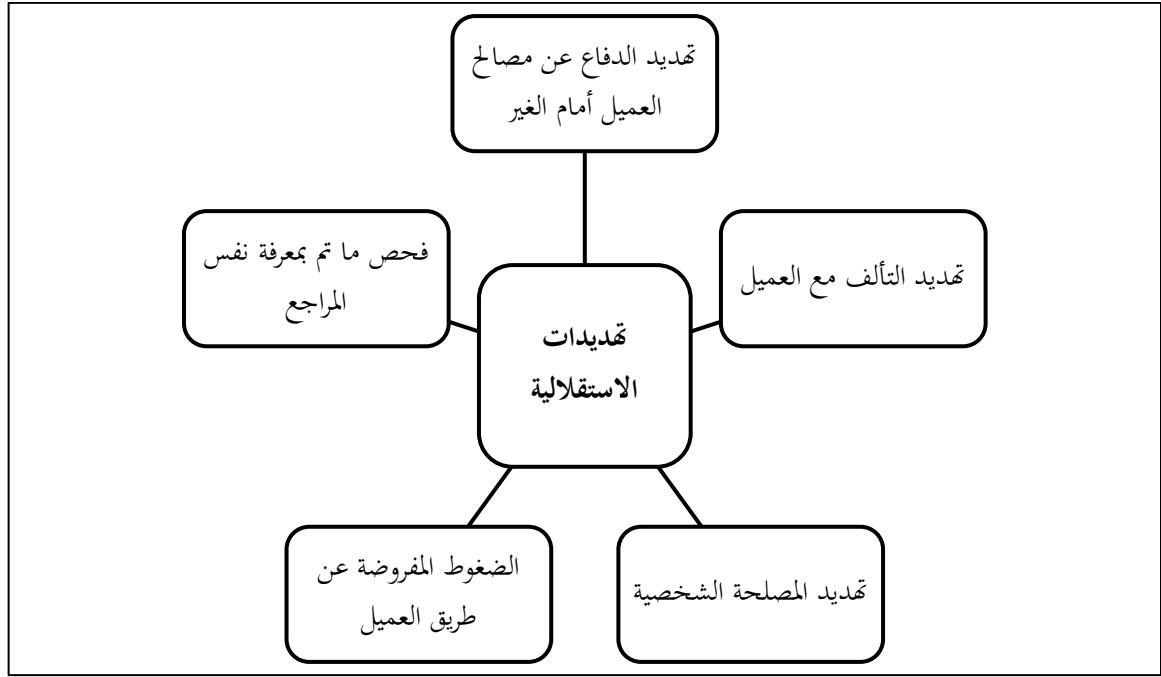 تهديد الدفاع عن مصالح
العميل أمام الغير
تهديد التألف مع العميل
فحص ما تم بمعرفة نفس
المراجع
تهديدات
الاستقلالية
تهديد المصلحة الشخصية
الضغوط المفروضة عن
طريق العميل